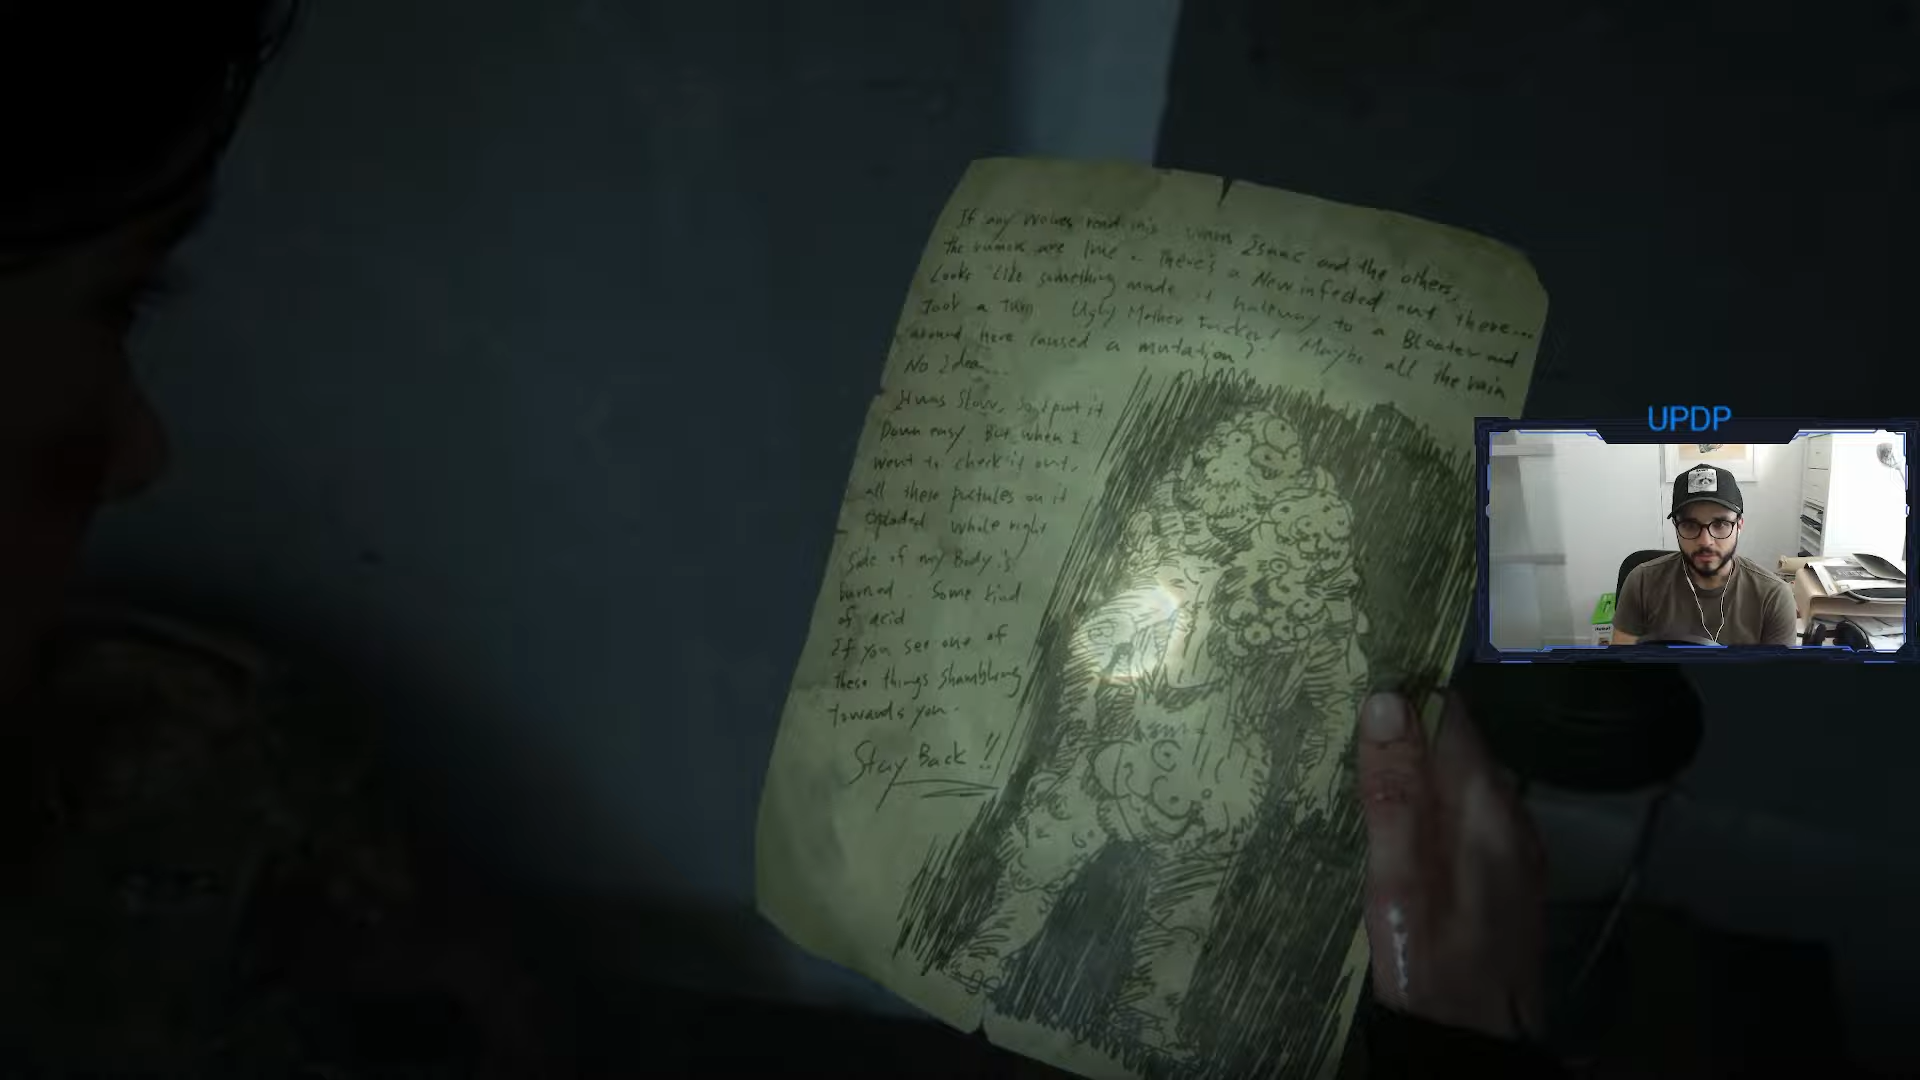 If any wolves read this warn Isaac and the others.
the rumors are true. There's a New infected out there...
Looks like something made it halfway to a Bloater and
Took a Turn Ugly Mother Fucker! Maybe all the rain
around here caused a mutation?
No Idea...
It was Slow, So I put it
Down easy. But when I
went to check it out,
all these pustules on it
Exploded whole right
Side of my Body is
burned. Some kind
of acid
If you see one of
These things Shambling
towards you.
Stay Back!!
UPDP